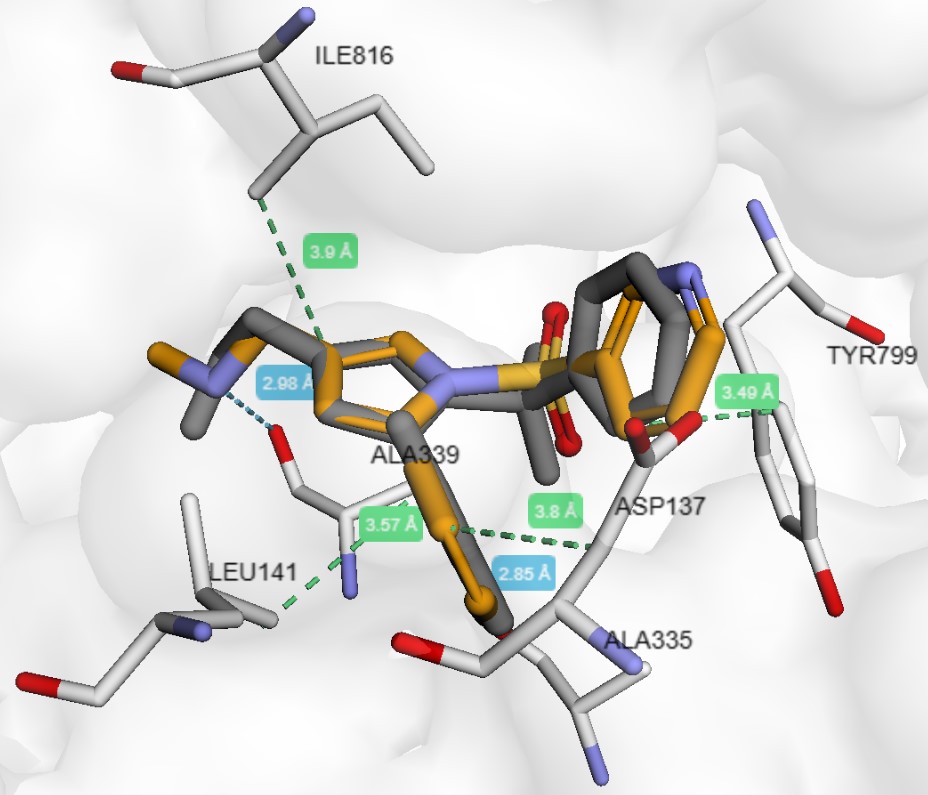 ILE816
3.9 Å
TYR799
2.98 Å
3.49 Å
ALA339
ASP137
3.8 Å
3.57 Å
LEU141
2.85 Å
ALA335